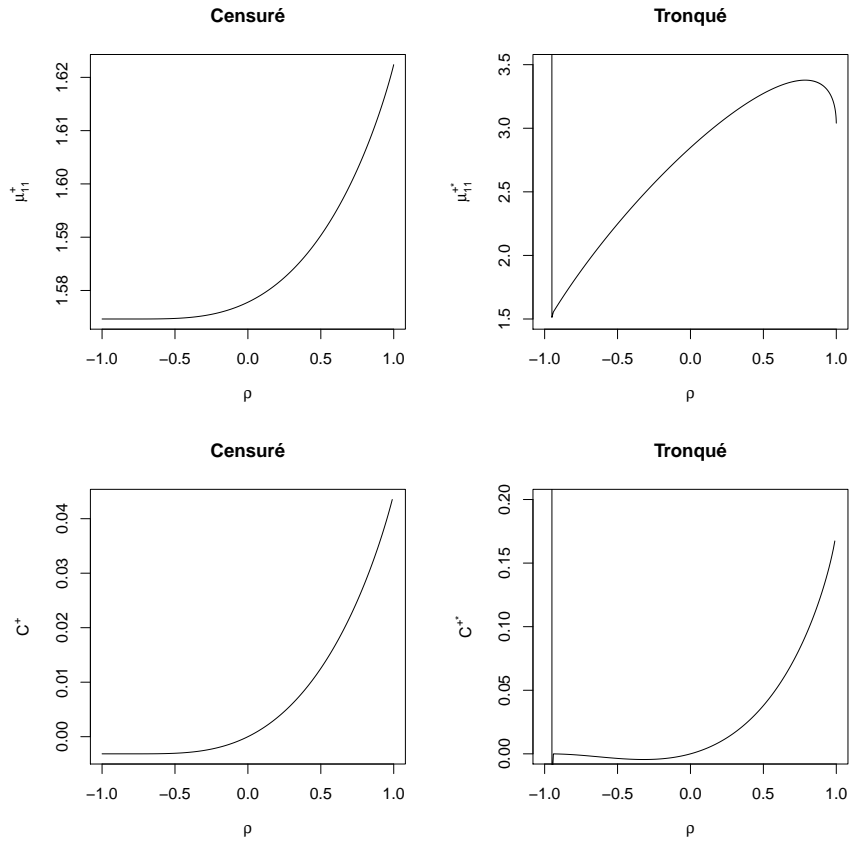 Censuré
μ₁₁⁺
1.58 1.59 1.60 1.61 1.62
−1.0 −0.5 0.0 0.5 1.0
ρ
Tronqué
μ₁₁⁺*
1.5 2.0 2.5 3.0 3.5
−1.0 −0.5 0.0 0.5 1.0
ρ
Censuré
C⁺
0.00 0.01 0.02 0.03 0.04
−1.0 −0.5 0.0 0.5 1.0
ρ
Tronqué
C⁺*
0.00 0.05 0.10 0.15 0.20
−1.0 −0.5 0.0 0.5 1.0
ρ